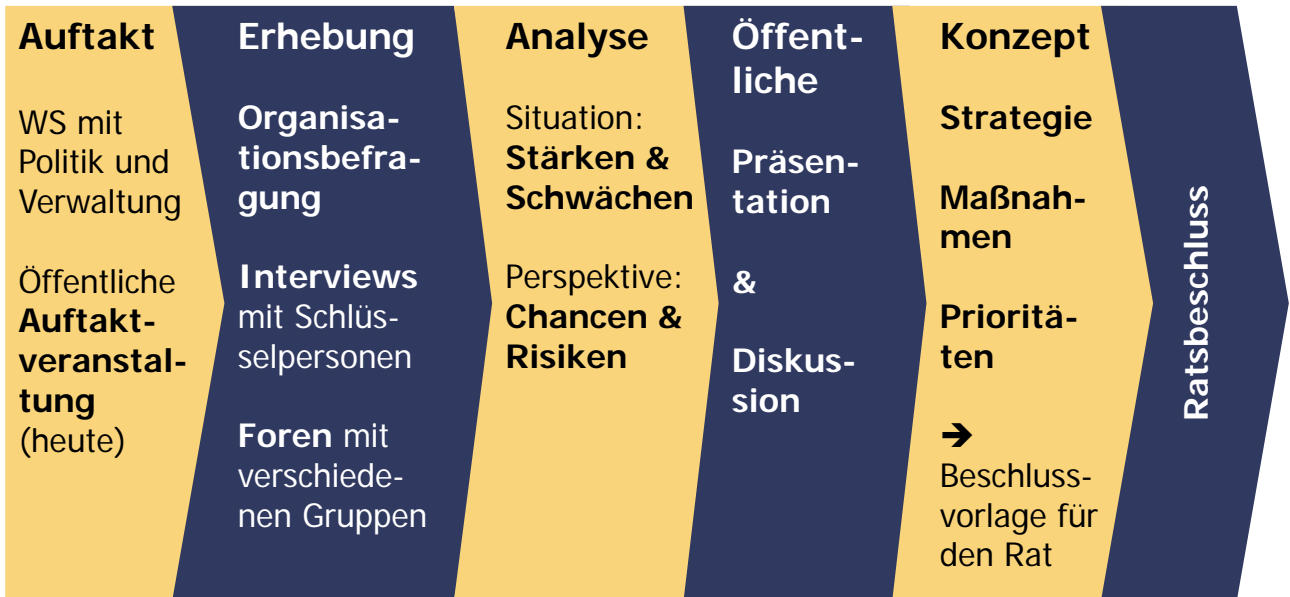 Auftakt
WS mit
Politik und
Verwaltung
Öffentliche
Auftakt-
veranstal-
tung
(heute)
Erhebung
Organisa-
tionsbefra-
gung
Interviews
mit Schlüs-
selpersonen
Foren mit
verschiede-
nen Gruppen
Analyse
Situation:
Stärken &
Schwächen
Perspektive:
Chancen &
Risiken
Öffent-
liche
Präsen-
tation
&
Diskus-
sion
Konzept
Strategie
Maßnah-
men
Prioritä-
ten
➔
Beschluss-
vorlage für
den Rat
Ratsbeschluss